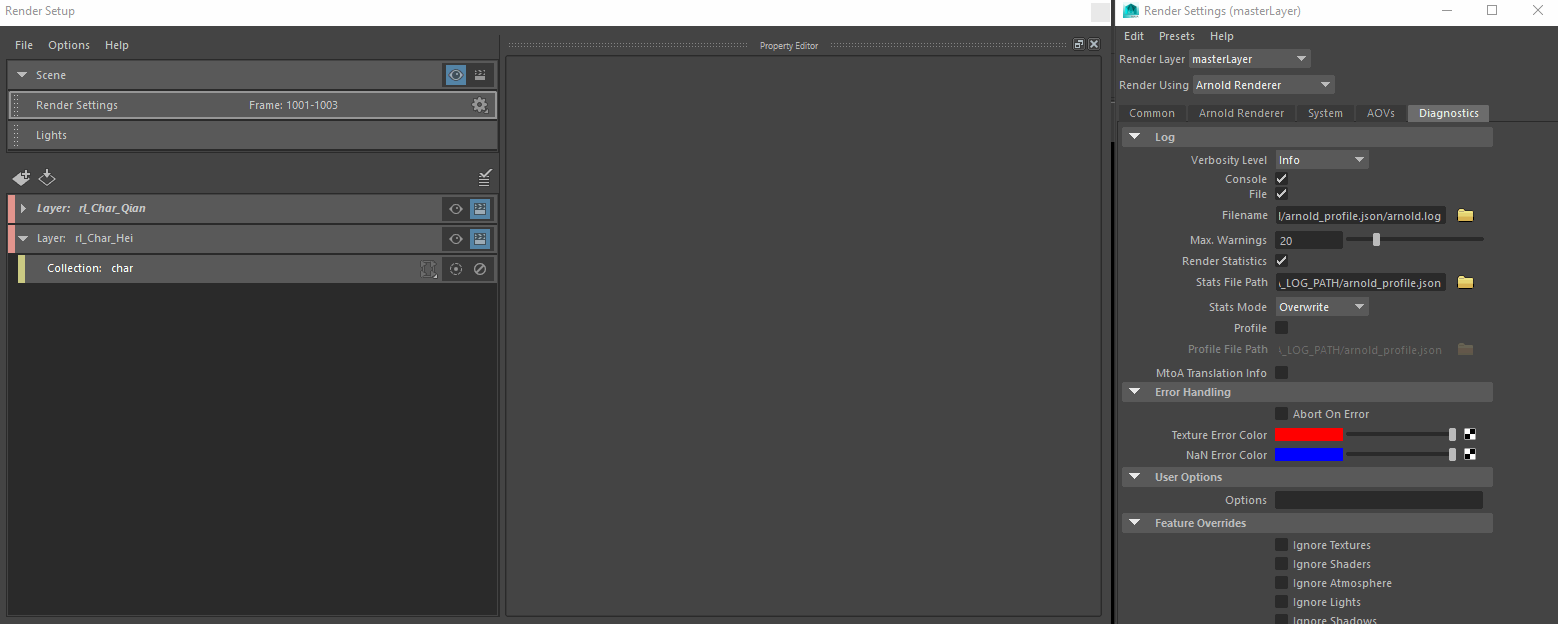 Render Setup
File Options Help
Scene
Render Settings Frame: 1001-1003
Lights
Layer: rl_Char_Qian
Layer: rl_Char_Hei
Collection: char
Property Editor
Render Settings (masterLayer)
Edit Presets Help
Render Layer masterLayer
Render Using Arnold Renderer
Common Arnold Renderer System AOVs Diagnostics
Log
Verbosity Level Info
Console
File
Filename l/arnold_profile.json/arnold.log
Max. Warnings 20
Render Statistics
Stats File Path \_LOG_PATH/arnold_profile.json
Stats Mode Overwrite
Profile
Profile File Path \_LOG_PATH/arnold_profile.json
MtoA Translation Info
Error Handling
Abort On Error
Texture Error Color
NaN Error Color
User Options
Options
Feature Overrides
Ignore Textures
Ignore Shaders
Ignore Atmosphere
Ignore Lights
Ignore Shadows